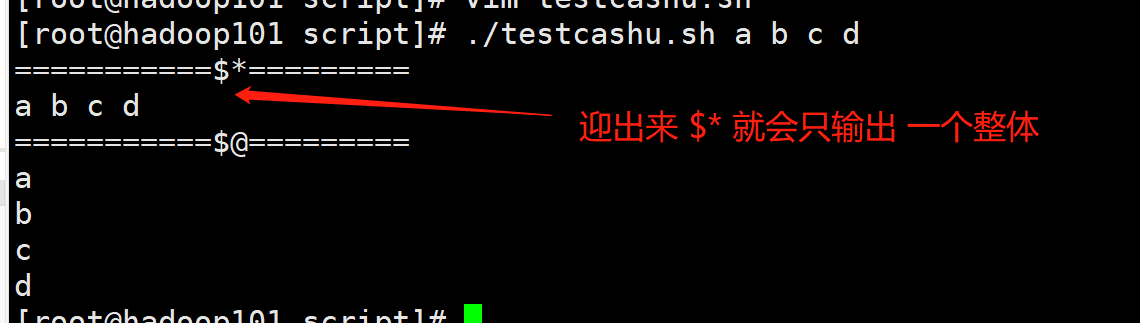 [root@hadoop101 script]# vim testcashu.sh
[root@hadoop101 script]# ./testcashu.sh a b c d
===========$*=========
a b c d
迎出来 $* 就会只输出 一个整体
===========$@=========
a
b
c
d
[root@hadoop101 script]#